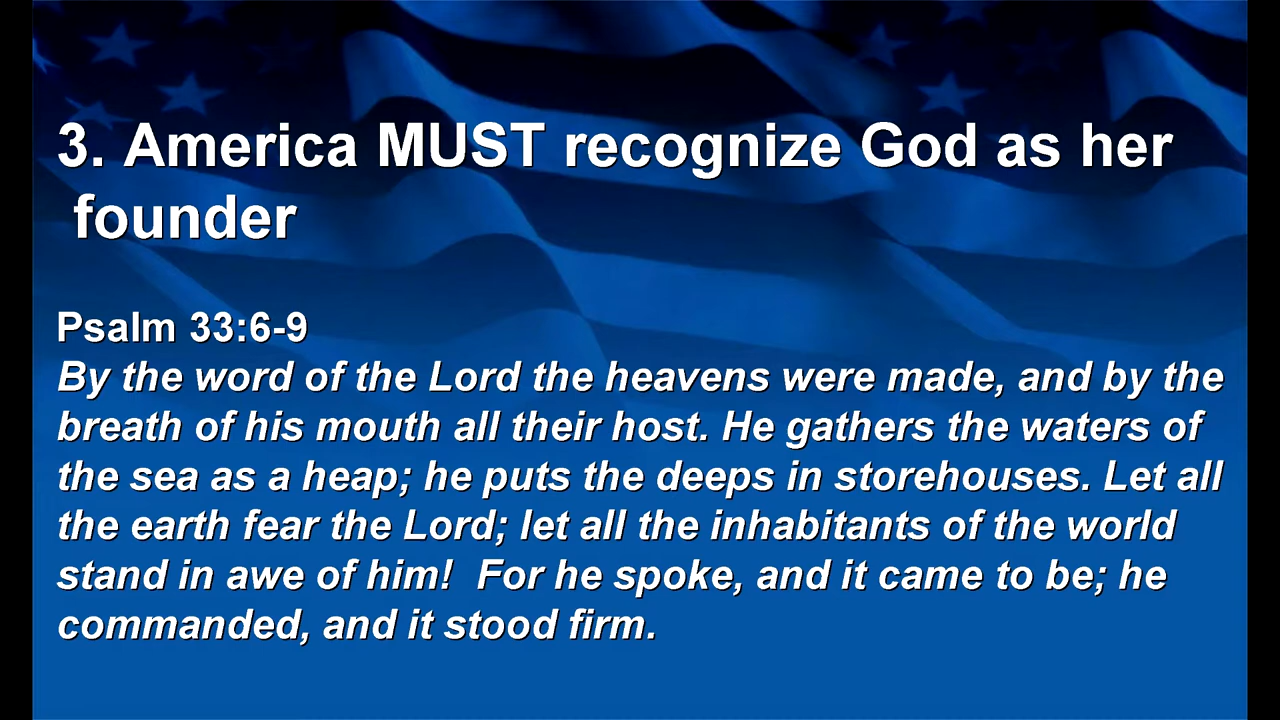 3. America MUST recognize God as her
founder
Psalm 33:6-9
By the word of the Lord the heavens were made, and by the
breath of his mouth all their host. He gathers the waters of
the sea as a heap; he puts the deeps in storehouses. Let all
the earth fear the Lord; let all the inhabitants of the world
stand in awe of him!  For he spoke, and it came to be; he
commanded, and it stood firm.